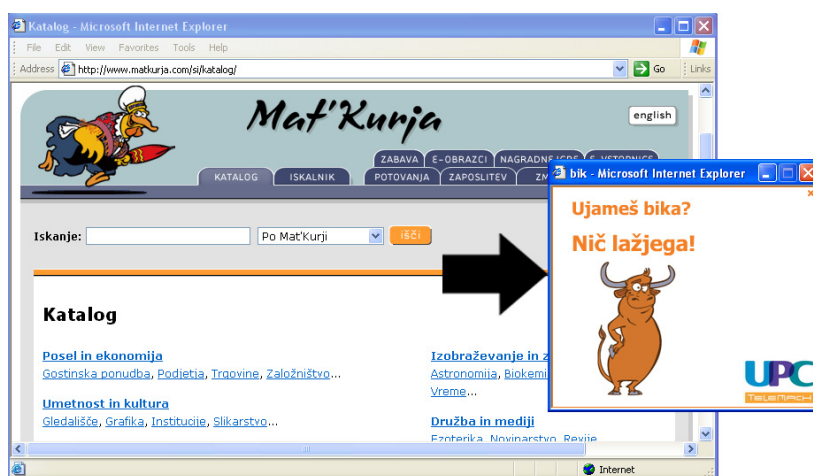 Katalog - Microsoft Internet Explorer
File Edit View Favorites Tools Help
Address http://www.matkurja.com/si/katalog/ Go Links
Mat'Kurja
english
ZABAVA E-OBRAZCI NAGRADNE
KATALOG ISKALNIK POTOVANJA ZAPOSLITEV
bik - Microsoft Internet Explorer
Ujameš bika?
Nič lažjega!
UPC
TELEMACH
Iskanje: Po Mat'Kurji išči
Katalog
Posel in ekonomija
Gostinska ponudba, Podjetja, Trgovine, Založništvo...
Umetnost in kultura
Gledališče, Grafika, Institucije, Slikarstvo...
Izobraževanje in z
Astronomija, Biokemi
Vreme...
Družba in mediji
Ezoterika, Novinarstvo, Revije
Internet